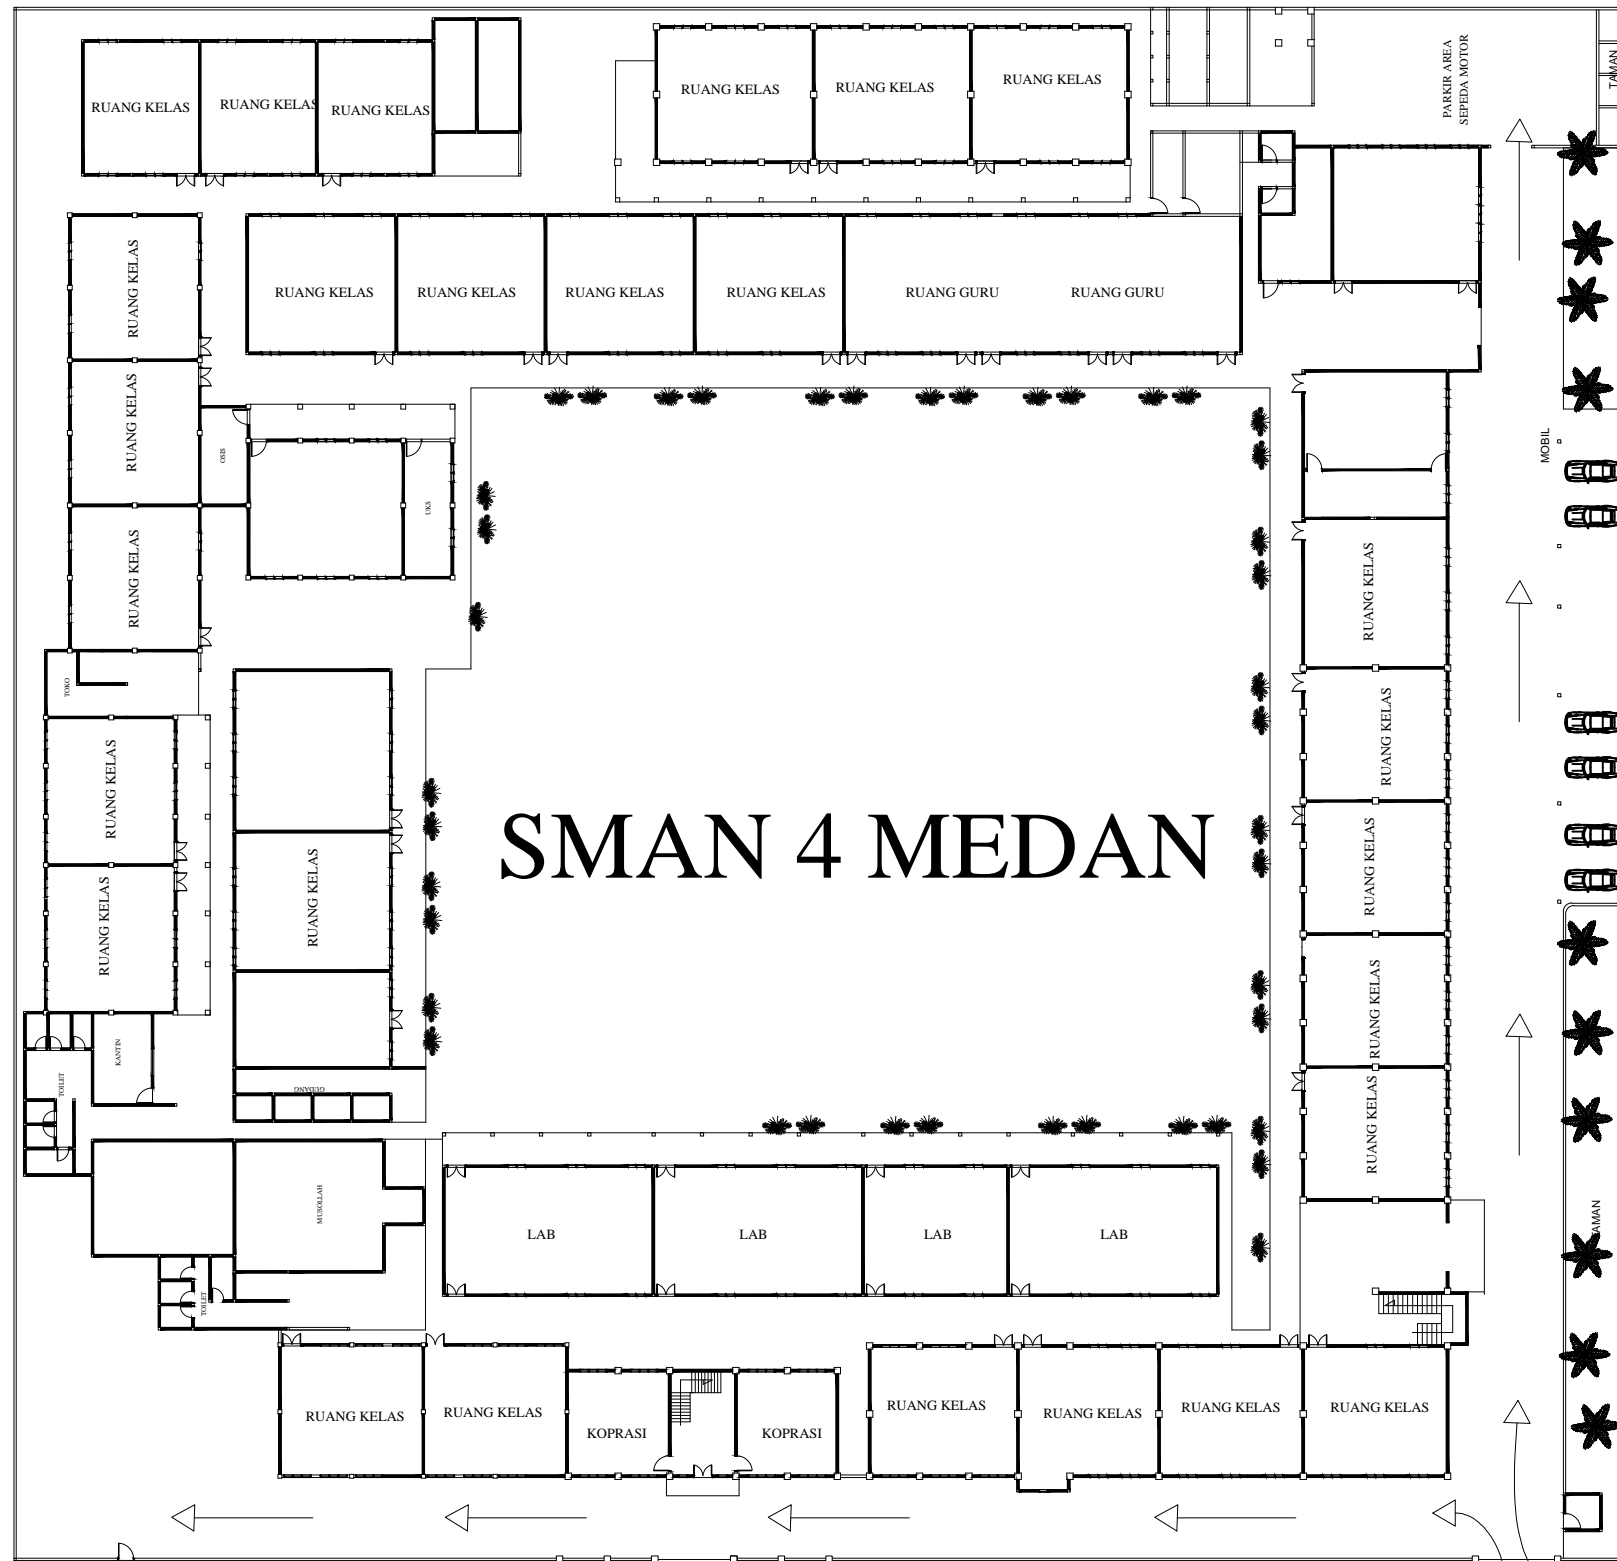 PARKIR AREA
SEPEDA MOTOR
TAMAN
TAMAN
RUANG KELAS
RUANG KELAS
RUANG KELAS
RUANG KELAS
RUANG KELAS
RUANG KELAS
RUANG KELAS
RUANG KELAS
RUANG KELAS
RUANG KELAS
RUANG KELAS
RUANG GURU
RUANG GURU
RUANG KELAS
OSIS
UKS
MOBIL
RUANG KELAS
RUANG KELAS
TOKO
RUANG KELAS
RUANG KELAS
SMAN 4 MEDAN
RUANG KELAS
RUANG KELAS
RUANG KELAS
RUANG KELAS
KANTIN
TOILET
GUDANG
RUANG KELAS
MUSOLLAH
LAB
LAB
LAB
LAB
TAMAN
TOILET
RUANG KELAS
RUANG KELAS
KOPRASI
KOPRASI
RUANG KELAS
RUANG KELAS
RUANG KELAS
RUANG KELAS